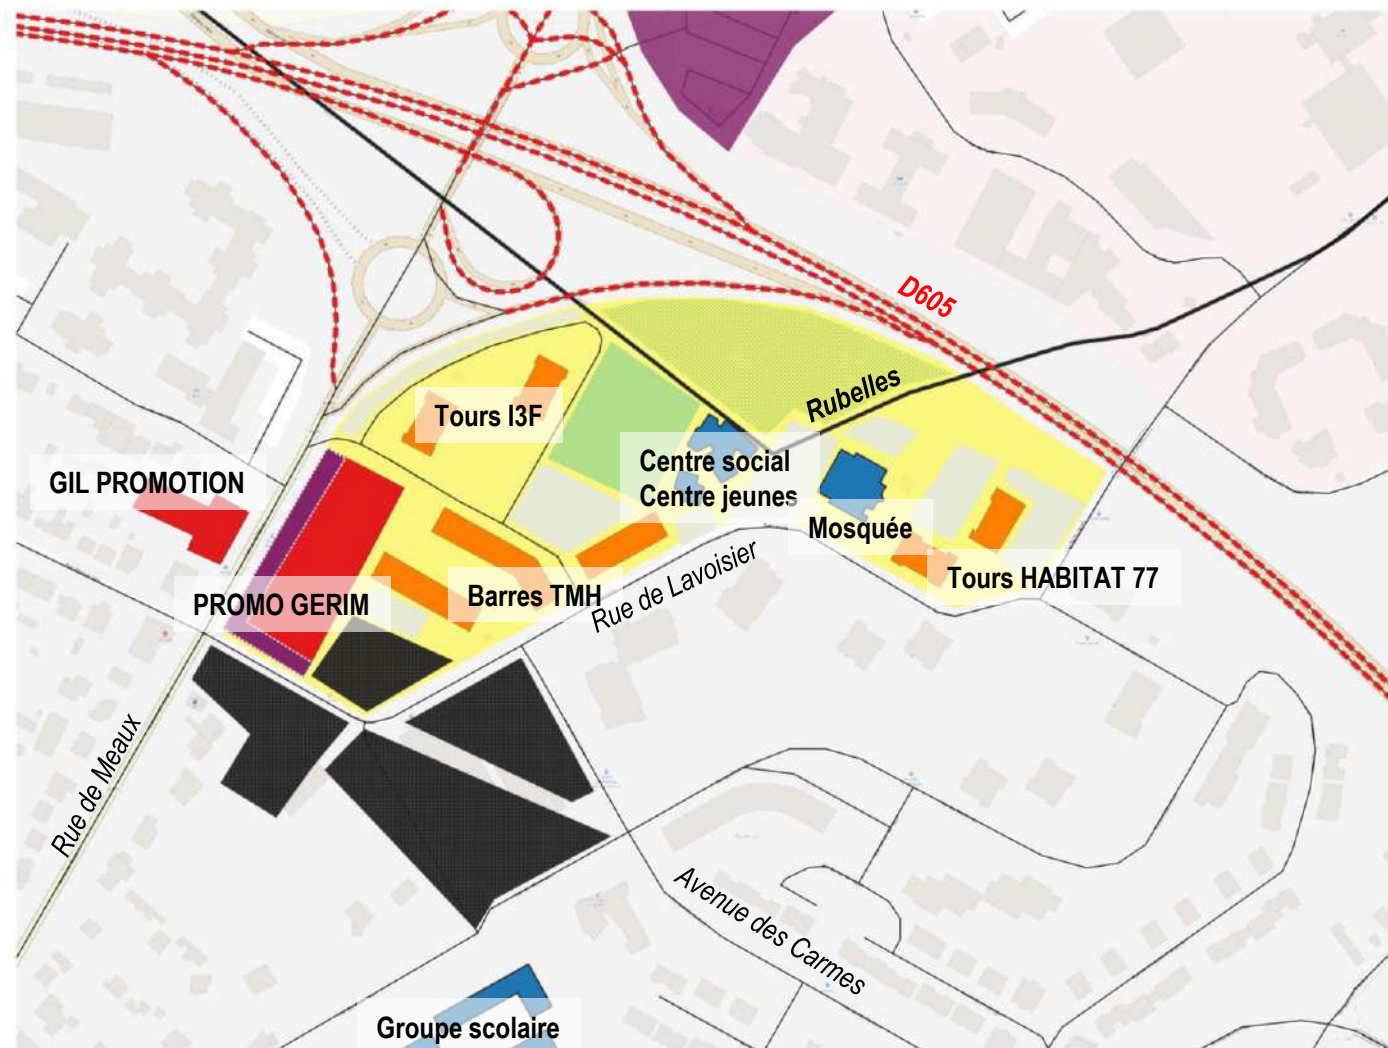 D605
Rubelles
Tours I3F
Centre social
Centre jeunes
GIL PROMOTION
Mosquée
PROMO GERIM
Barres TMH
Tours HABITAT 77
Rue de Lavoisier
Rue de Meaux
Avenue des Carmes
Groupe scolaire